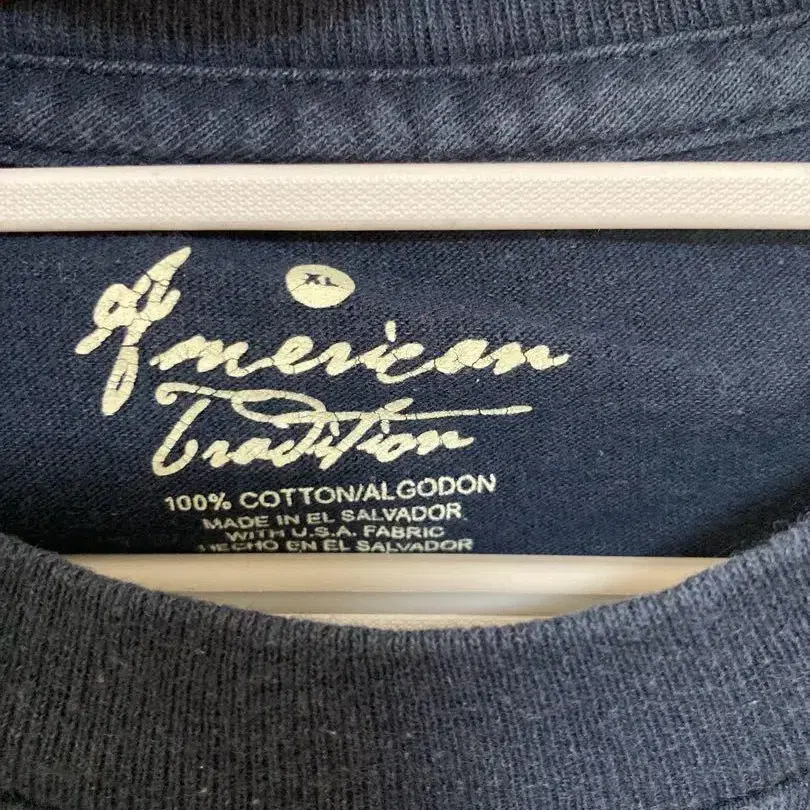 XL
American
Tradition
100% COTTON/ALGODON
MADE IN EL SALVADOR
WITH U.S.A. FABRIC
HECHO EN EL SALVADOR